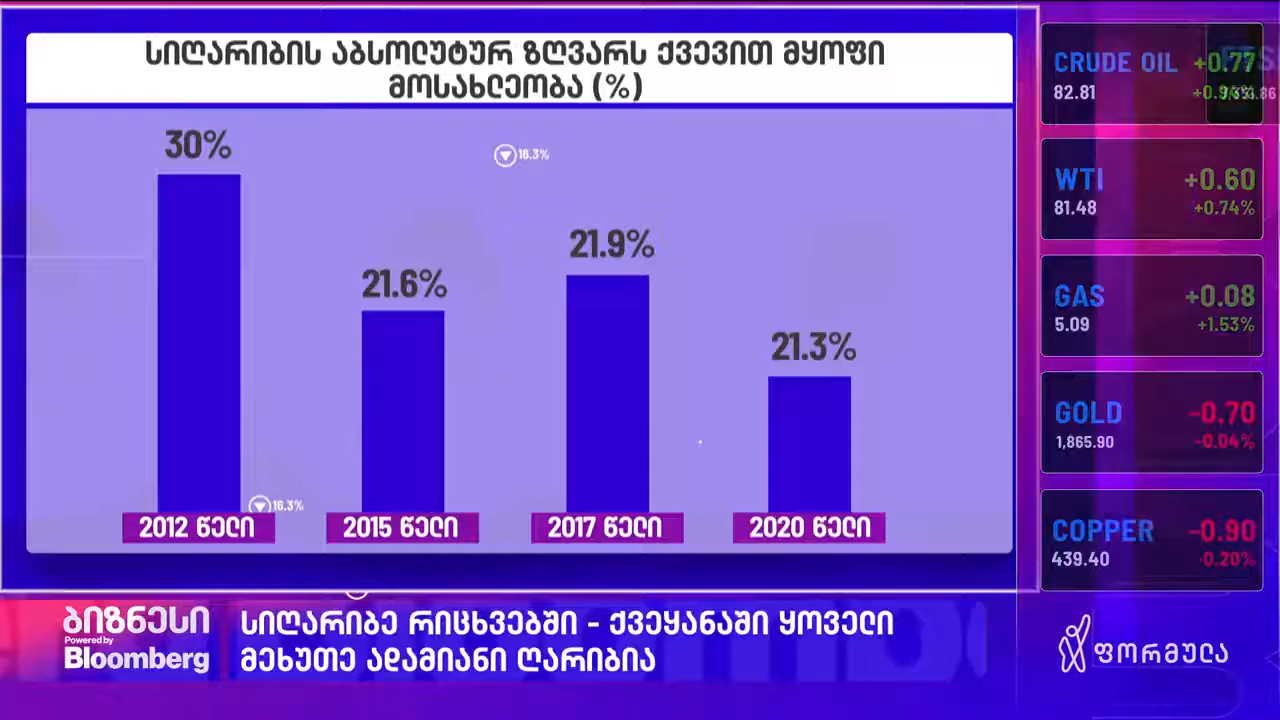 სიღარიბის აბსოლუტურ ზღვარს ქვევით მყოფი
მოსახლეობა (%)
30%
16.3%
21.9%
21.6%
21.3%
16.3%
2012 წელი
2015 წელი
2017 წელი
2020 წელი
CRUDE OIL +0.77
82.81
WTI +0.60
81.48 +0.74%
GAS +0.08
5.09 +1.53%
GOLD -0.70
1,865.90 -0.04%
COPPER -0.90
439.40 -0.20%
ბიზნესი
Powered by
Bloomberg
სიღარიბე რიცხვებში - ქვეყანაში ყოველი
მეხუთე ადამიანი ღარიბია
ფორმულა